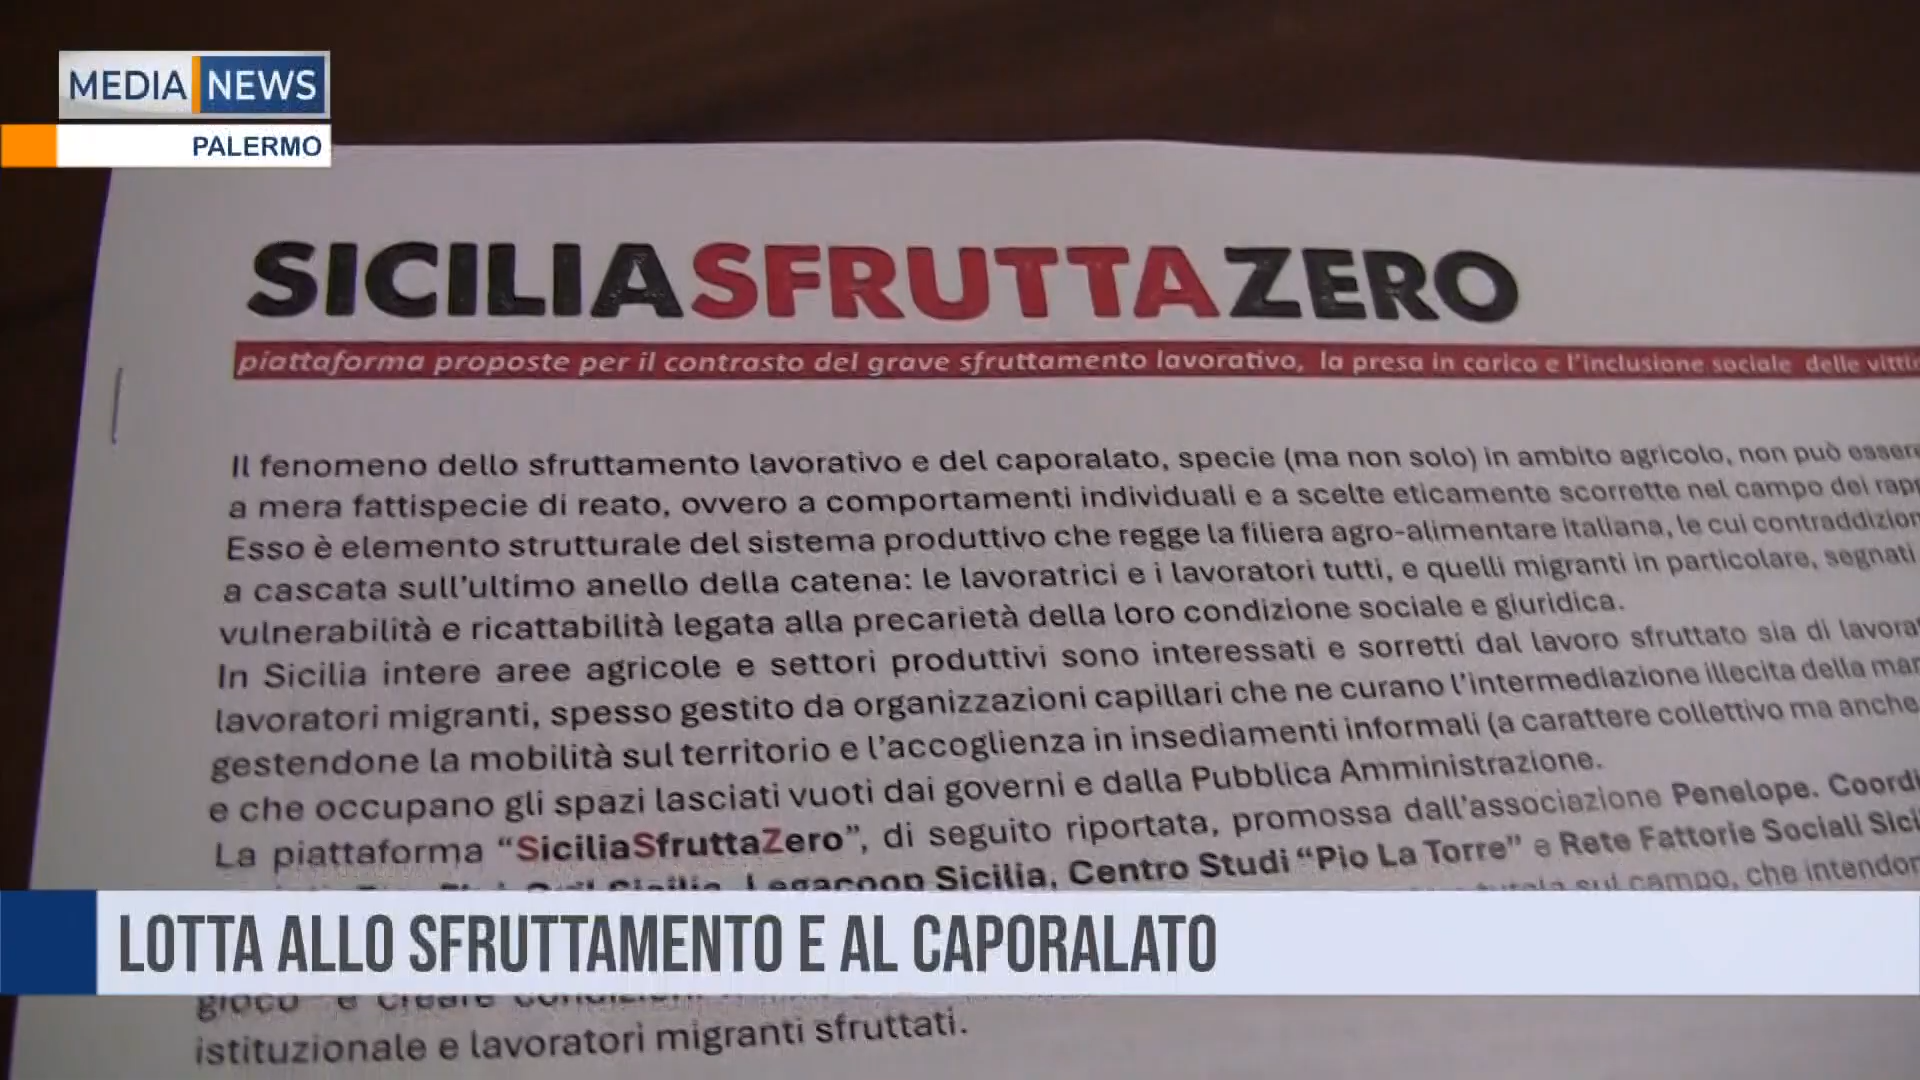 MEDIA NEWS
PALERMO
SICILIASFRUTTAZERO
piattaforma proposte per il contrasto del grave sfruttamento lavorativo, la presa in carico e l'inclusione sociale delle
Il fenomeno dello sfruttamento lavorativo e del caporalato, specie (ma non solo) in ambito agricolo, non può
a mera fattispecie di reato, ovvero a comportamenti individuali e a scelte eticamente scorrette nel campo dei
Esso è elemento strutturale del sistema produttivo che regge la filiera agro-alimentare italiana, le cui
a cascata sull'ultimo anello della catena: le lavoratrici e i lavoratori tutti, e quelli migranti in particolare, segnati
vulnerabilità e ricattabilità legata alla precarietà della loro condizione sociale e giuridica.
In Sicilia intere aree agricole e settori produttivi sono interessati e sorretti dal lavoro sfruttato sia di
lavoratori migranti, spesso gestito da organizzazioni capillari che ne curano l'intermediazione illecita della
gestendone la mobilità sul territorio e l'accoglienza in insediamenti informali (a carattere collettivo ma anche
e che occupano gli spazi lasciati vuoti dai governi e dalla Pubblica Amministrazione.
La piattaforma “SiciliaSfruttaZero”, di seguito riportata, promossa dall'associazione Penelope. 
Legacoop Sicilia, Centro Studi “Pio La Torre” e Rete Fattorie Sociali
sul campo, che
LOTTA ALLO SFRUTTAMENTO E AL CAPORALATO
gioco e creare
istituzionale e lavoratori migranti sfruttati.